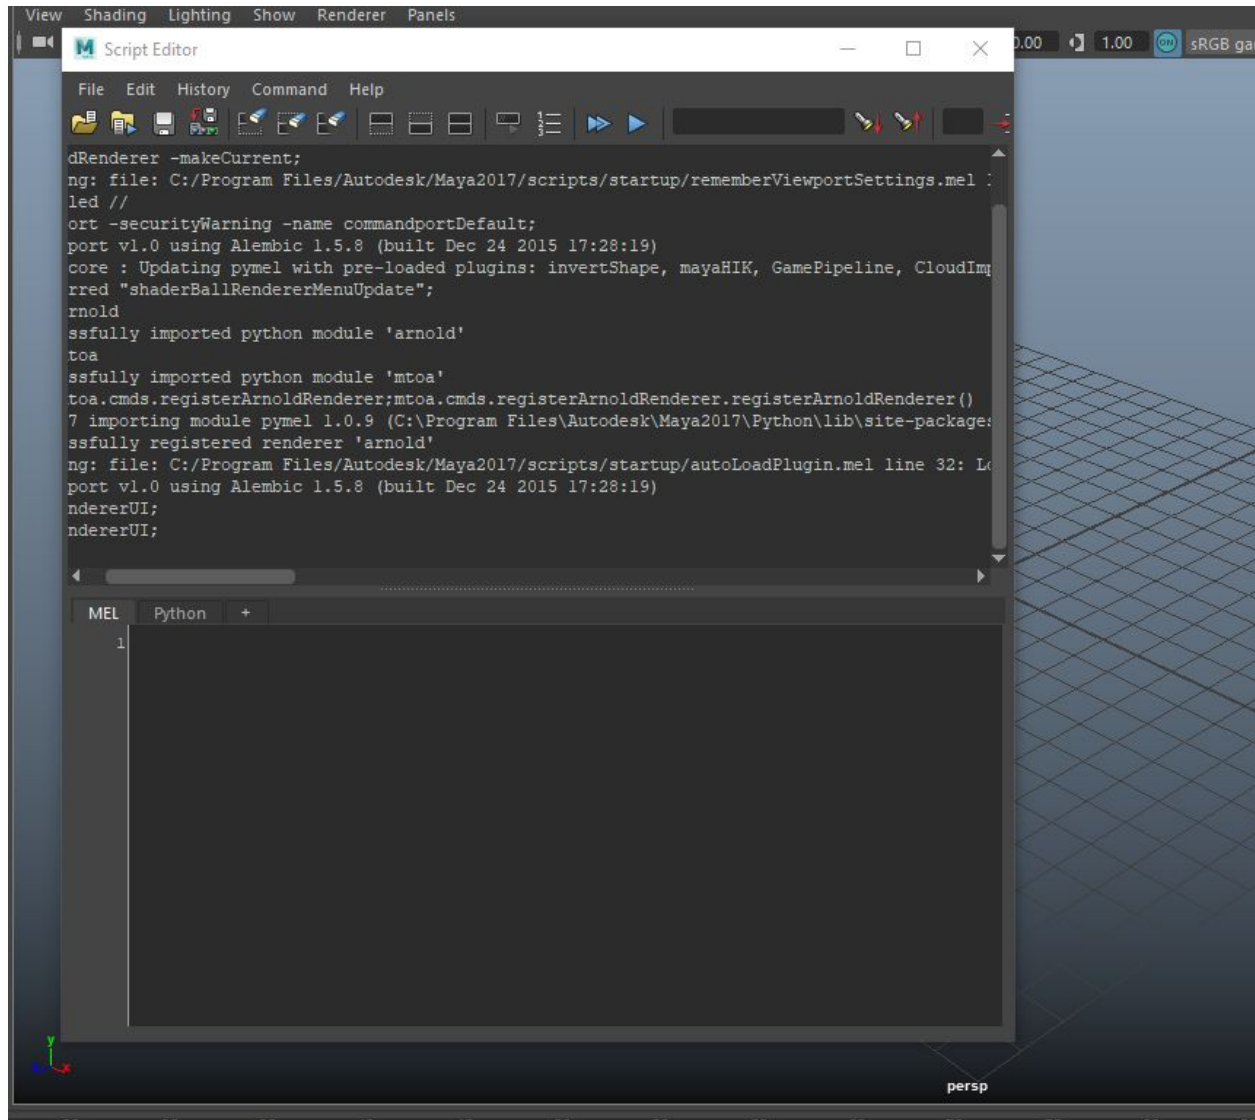 View Shading Lighting Show Renderer Panels
Script Editor
0.00 1.00 ON sRGB ga
File Edit History Command Help
dRenderer -makeCurrent;
ng: file: C:/Program Files/Autodesk/Maya2017/scripts/startup/rememberViewportSettings.mel
led //
ort -securityWarning -name commandportDefault;
port v1.0 using Alembic 1.5.8 (built Dec 24 2015 17:28:19)
core : Updating pymel with pre-loaded plugins: invertShape, mayaHIK, GamePipeline, CloudImp
rred "shaderBallRendererMenuUpdate";
rnold
ssfully imported python module 'arnold'
toa
ssfully imported python module 'mtoa'
toa.cmds.registerArnoldRenderer;mtoa.cmds.registerArnoldRenderer.registerArnoldRenderer()
7 importing module pymel 1.0.9 (C:\Program Files\Autodesk\Maya2017\Python\lib\site-packages
ssfully registered renderer 'arnold'
ng: file: C:/Program Files/Autodesk/Maya2017/scripts/startup/autoLoadPlugin.mel line 32: Lo
port v1.0 using Alembic 1.5.8 (built Dec 24 2015 17:28:19)
ndererUI;
ndererUI;
MEL Python +
1
y
x
persp